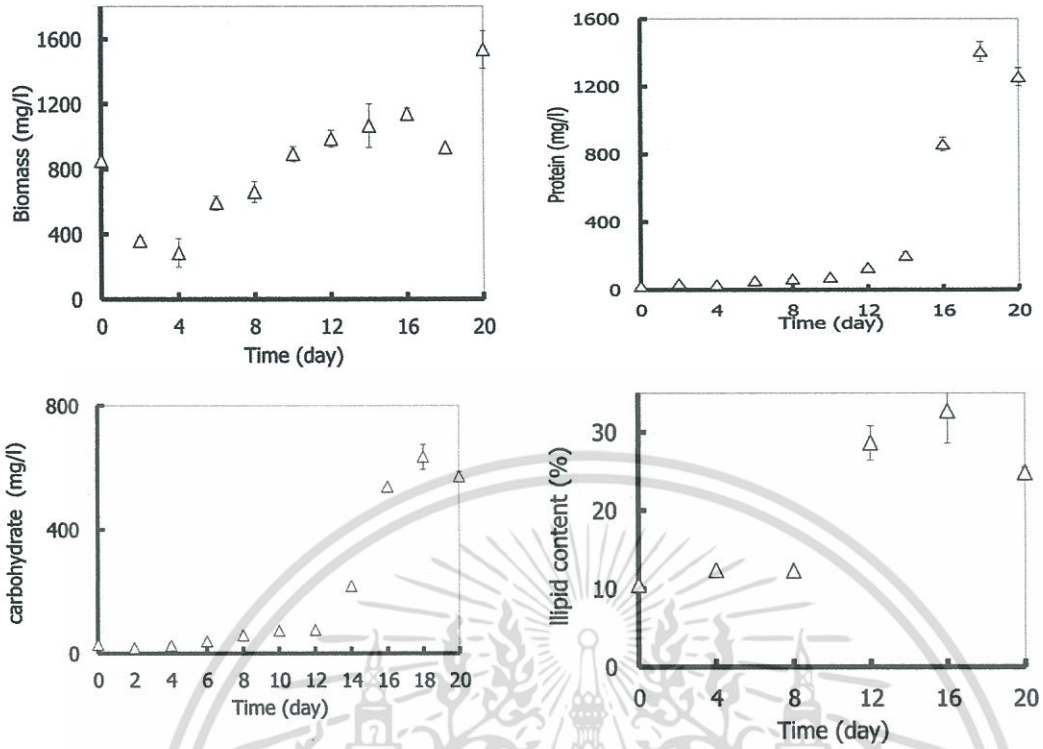 1600
1200
800
400
0
Biomass (mg/l)
0 4 8 12 16 20
Time (day)
1600
1200
800
400
0
Protein (mg/l)
0 4 8 12 16 20
Time (day)
800
400
0
carbohydrate (mg/l)
0 2 4 6 8 10 12 14 16 18 20
Time (day)
30
20
10
0
llipid content (%)
0 4 8 12 16 20
Time (day)